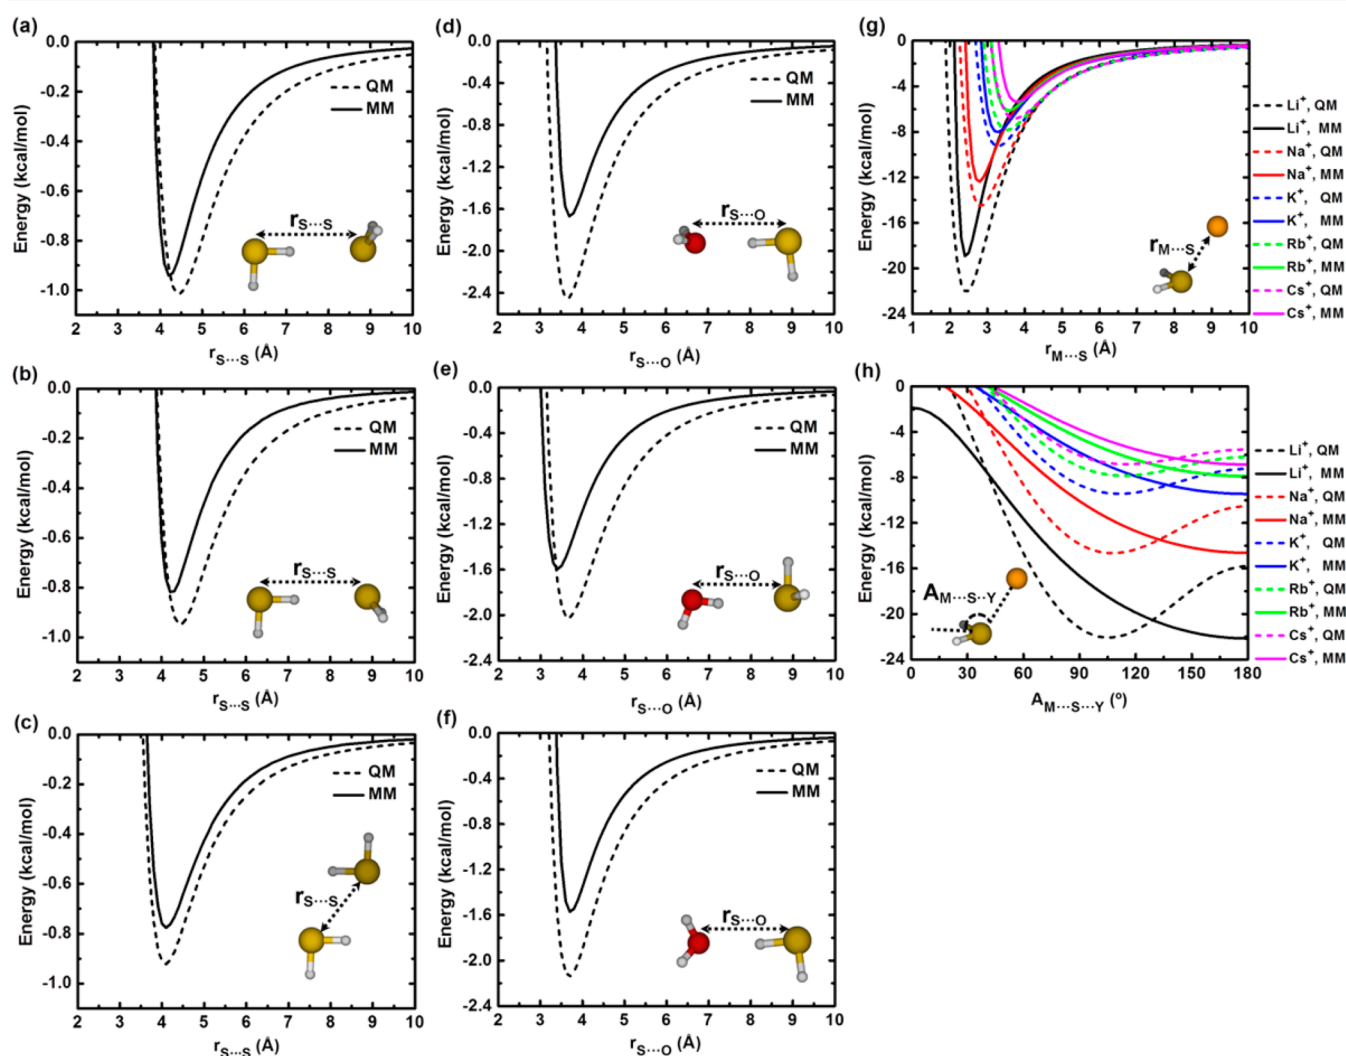 (a)
0.0
-0.2
-0.4
-0.6
-0.8
-1.0
Energy (kcal/mol)
QM
MM
rS···S
2 3 4 5 6 7 8 9 10
rS···S (Å)
(b)
0.0
-0.2
-0.4
-0.6
-0.8
-1.0
Energy (kcal/mol)
QM
MM
rS···S
2 3 4 5 6 7 8 9 10
rS···S (Å)
(c)
0.0
-0.2
-0.4
-0.6
-0.8
-1.0
Energy (kcal/mol)
QM
MM
rS···S
2 3 4 5 6 7 8 9 10
rS···S (Å)
(d)
0.0
-0.4
-0.8
-1.2
-1.6
-2.0
-2.4
Energy (kcal/mol)
QM
MM
rS···O
2 3 4 5 6 7 8 9 10
rS···O (Å)
(e)
0.0
-0.4
-0.8
-1.2
-1.6
-2.0
-2.4
Energy (kcal/mol)
QM
MM
rS···O
2 3 4 5 6 7 8 9 10
rS···O (Å)
(f)
0.0
-0.4
-0.8
-1.2
-1.6
-2.0
-2.4
Energy (kcal/mol)
QM
MM
rS···O
2 3 4 5 6 7 8 9 10
rS···O (Å)
(g)
0
-4
-8
-12
-16
-20
-24
Energy (kcal/mol)
rM···S
1 2 3 4 5 6 7 8 9 10
rM···S (Å)
Li+, QM
Li+, MM
Na+, QM
Na+, MM
K+, QM
K+, MM
Rb+, QM
Rb+, MM
Cs+, QM
Cs+, MM
(h)
0
-4
-8
-12
-16
-20
-24
Energy (kcal/mol)
AM···S··Y
0 30 60 90 120 150 180
AM···S···Y (º)
Li+, QM
Li+, MM
Na+, QM
Na+, MM
K+, QM
K+, MM
Rb+, QM
Rb+, MM
Cs+, QM
Cs+, MM